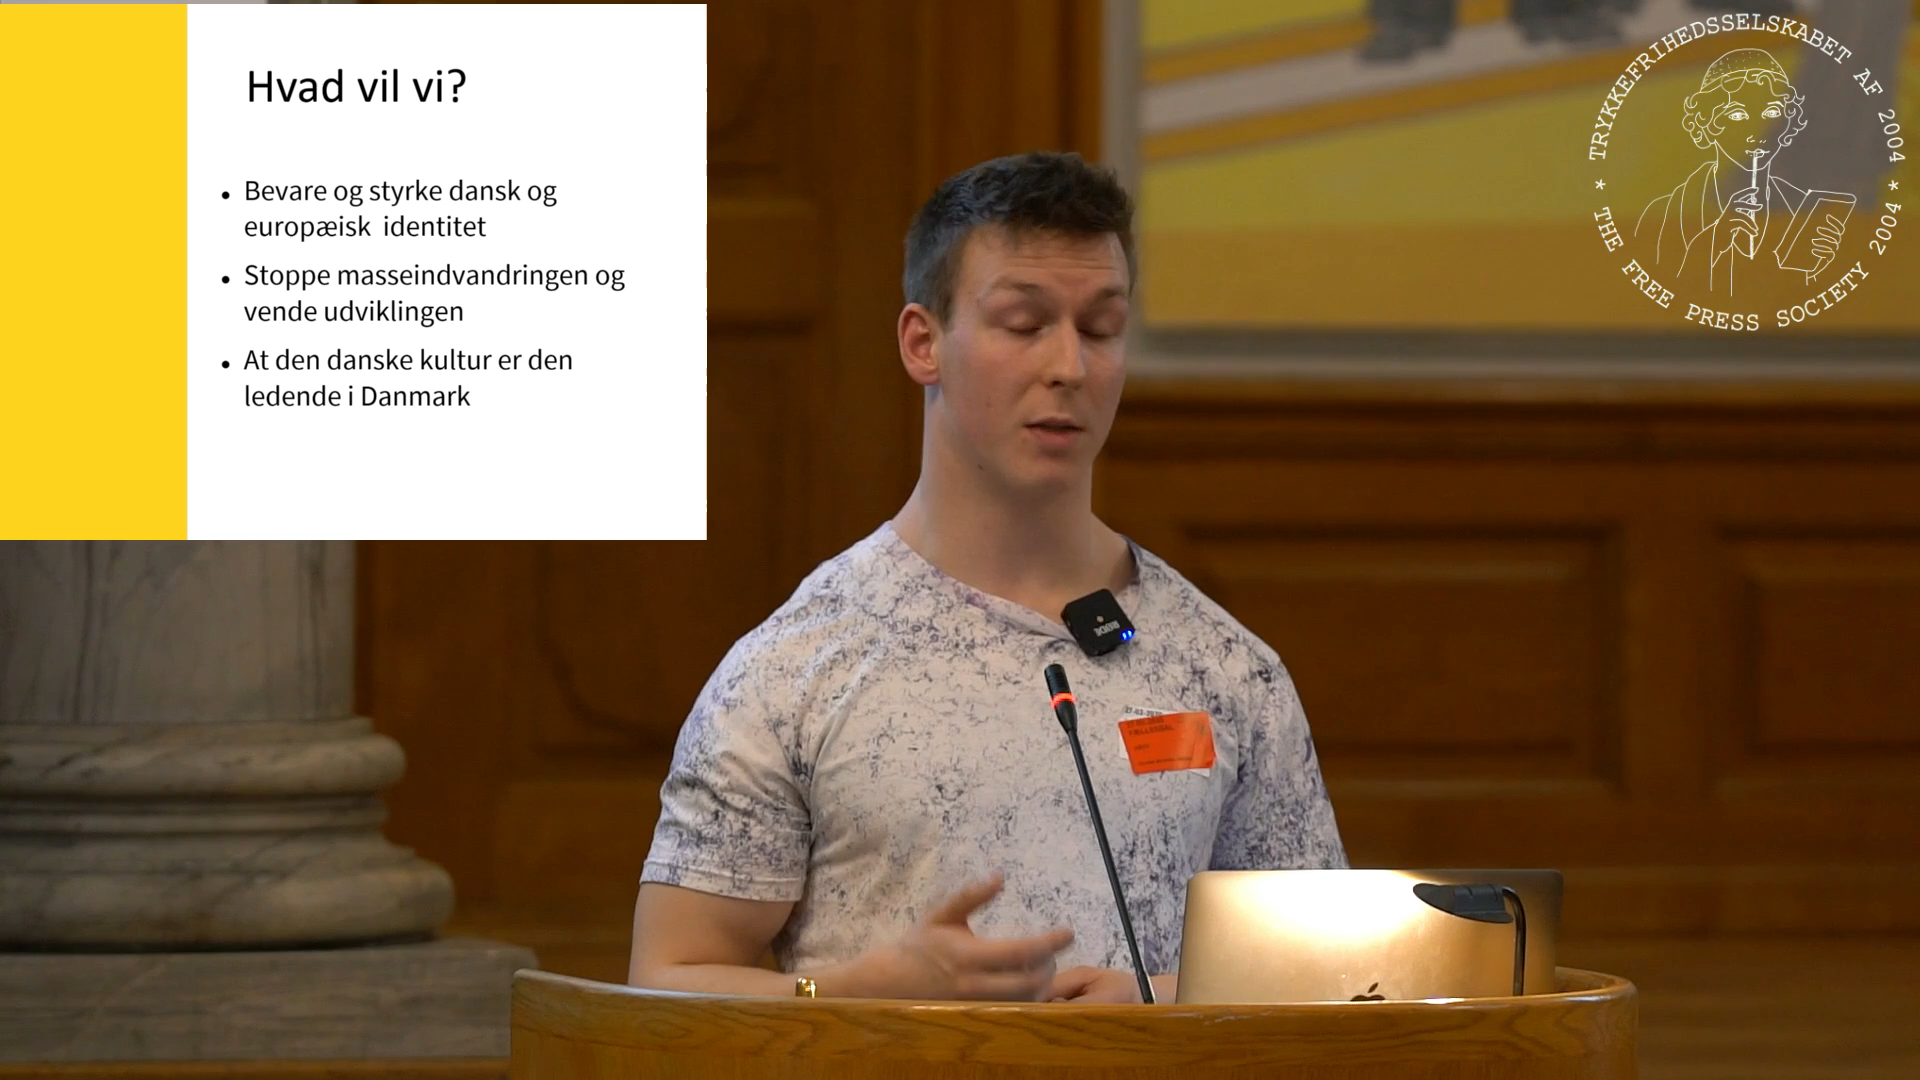 Hvad vil vi?
• Bevare og styrke dansk og
europæisk identitet
• Stoppe masseindvandringen og
vende udviklingen
• At den danske kultur er den
ledende i Danmark
* TRYKKEFRIHEDSSELSKABET AF 2004 *
THE FREE PRESS SOCIETY 2004
RØDE